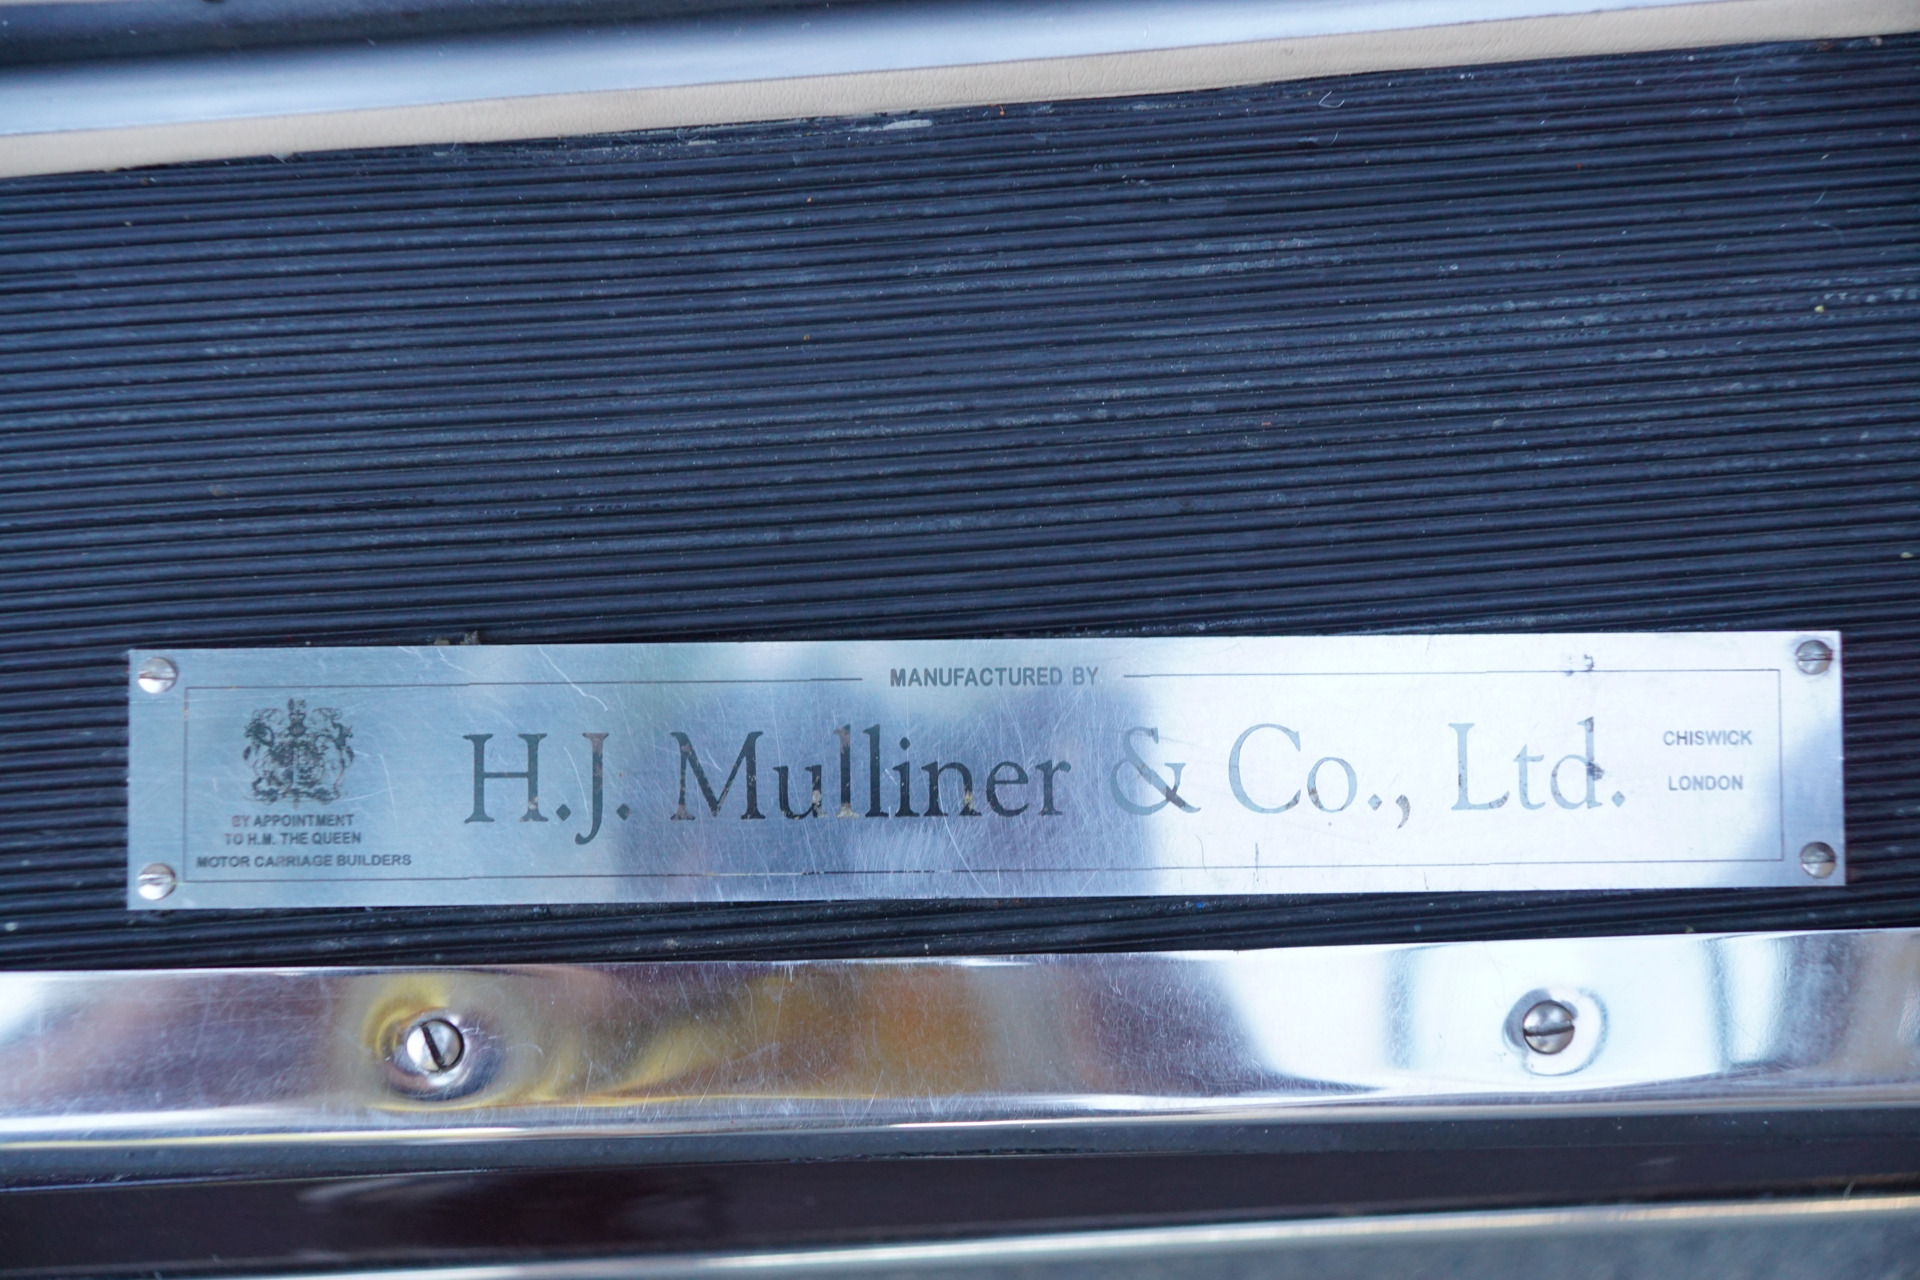 MANUFACTURED BY
H.J. Mulliner & Co., Ltd.
CHISWICK
LONDON
BY APPOINTMENT
TO H.M. THE QUEEN
MOTOR CARRIAGE BUILDERS